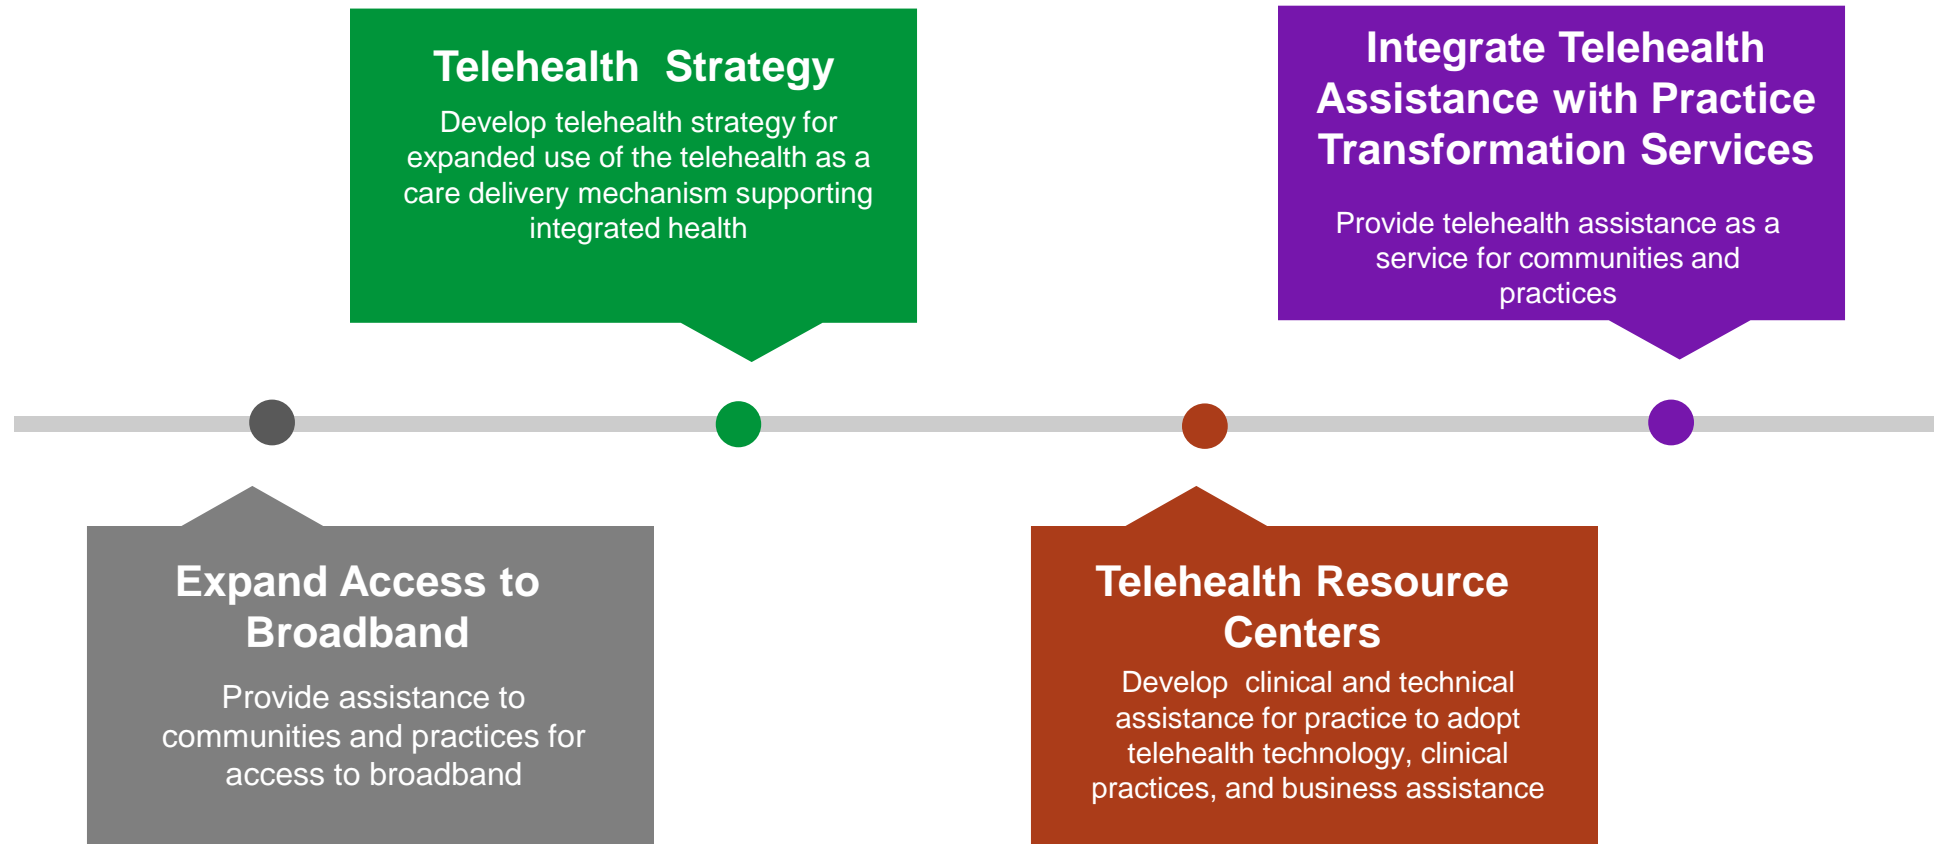 Telehealth  Strategy
Develop telehealth strategy for
expanded use of the telehealth as a
care delivery mechanism supporting
integrated health
Integrate Telehealth
Assistance with Practice
Transformation Services
Provide telehealth assistance as a
service for communities and
practices
Expand Access to
Broadband
Provide assistance to
communities and practices for
access to broadband
Telehealth Resource
Centers
Develop  clinical and technical
assistance for practice to adopt
telehealth technology, clinical
practices, and business assistance